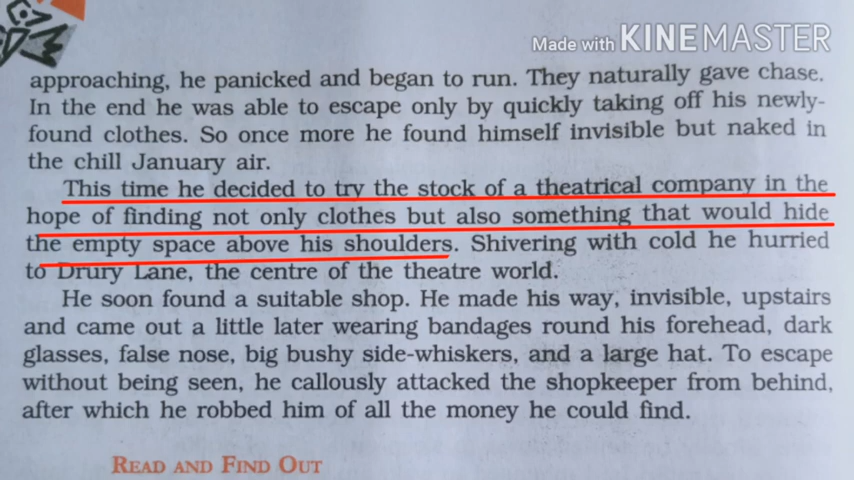 Made with KINEMASTER
approaching, he panicked and began to run. They naturally gave chase.
In the end he was able to escape only by quickly taking off his newly-
found clothes. So once more he found himself invisible but naked in
the chill January air.
This time he decided to try the stock of a theatrical company in the
hope of finding not only clothes but also something that would hide
the empty space above his shoulders. Shivering with cold he hurried
to Drury Lane, the centre of the theatre world.
He soon found a suitable shop. He made his way, invisible, upstairs
and came out a little later wearing bandages round his forehead, dark
glasses, false nose, big bushy side-whiskers, and a large hat. To escape
without being seen, he callously attacked the shopkeeper from behind,
after which he robbed him of all the money he could find.
READ AND FIND OUT